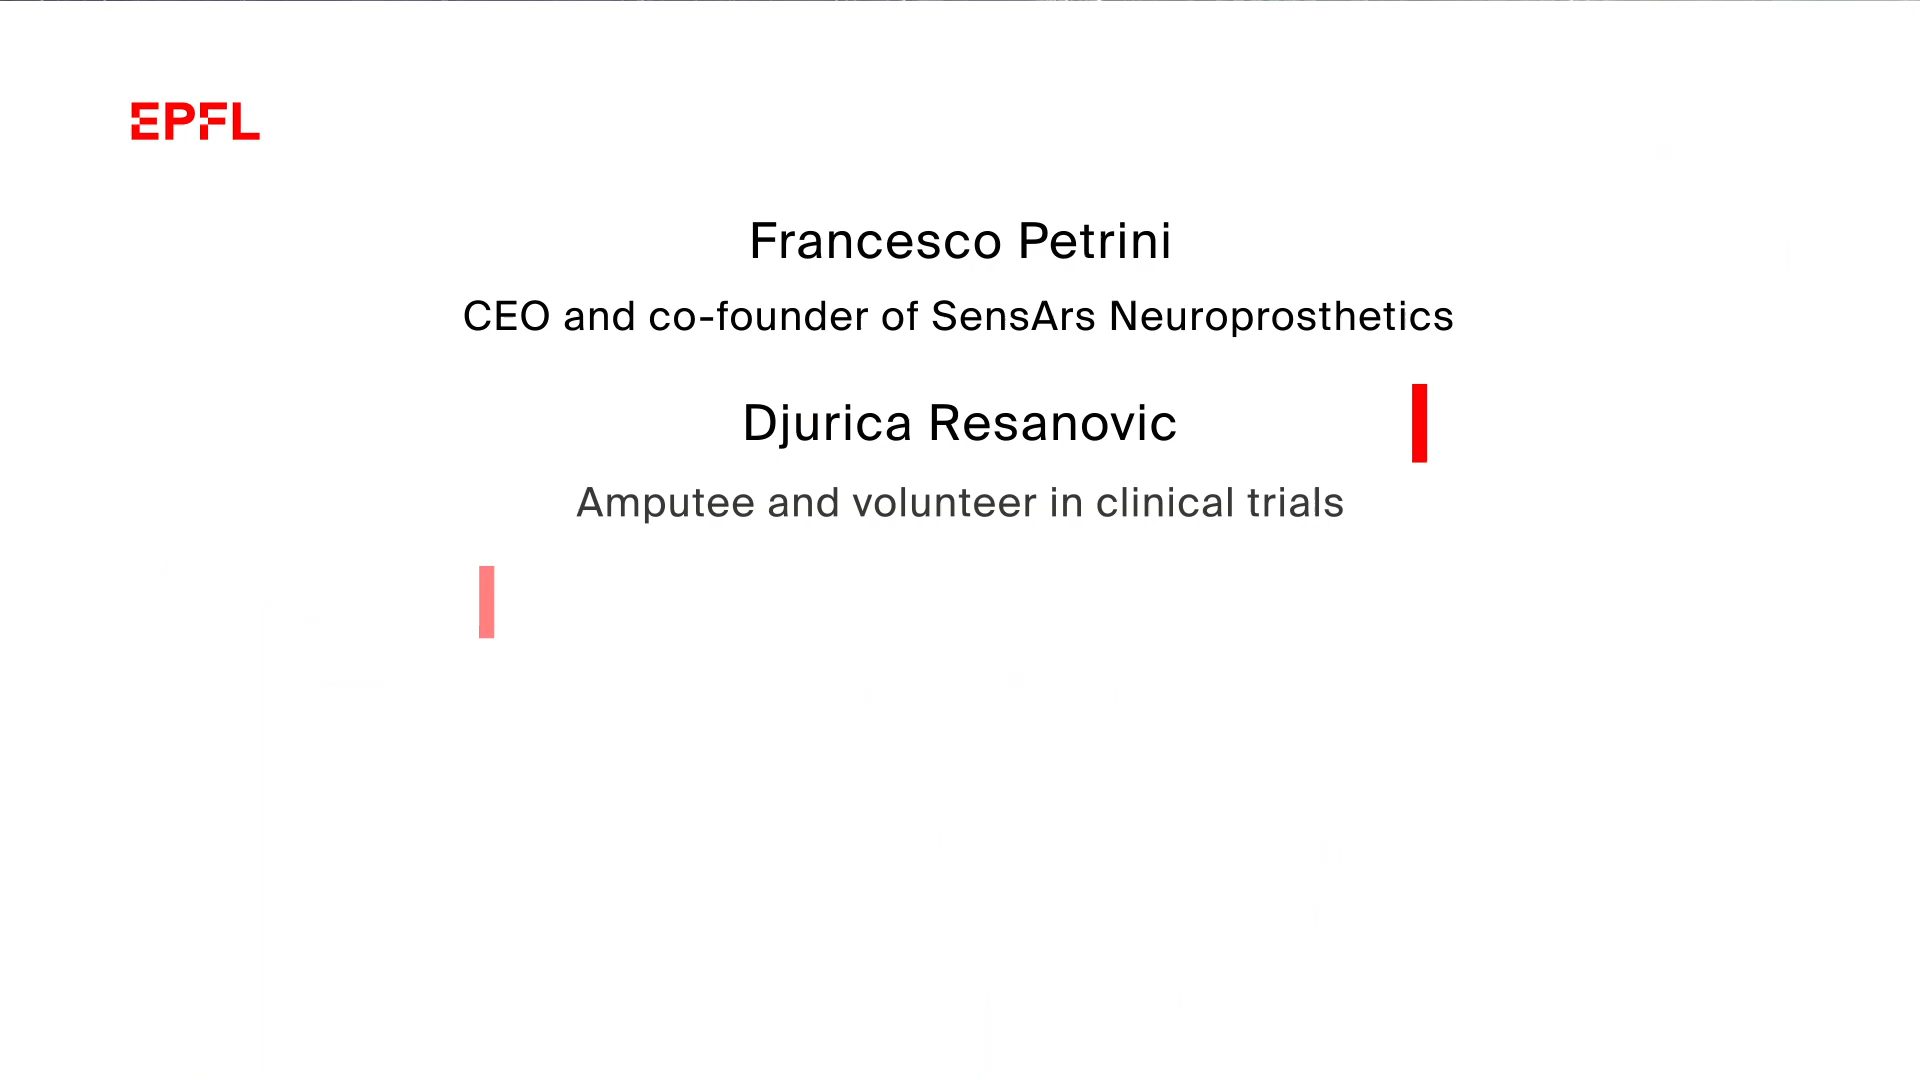 EPFL
Francesco Petrini
CEO and co-founder of SensArs Neuroprosthetics
Djurica Resanovic
Amputee and volunteer in clinical trials